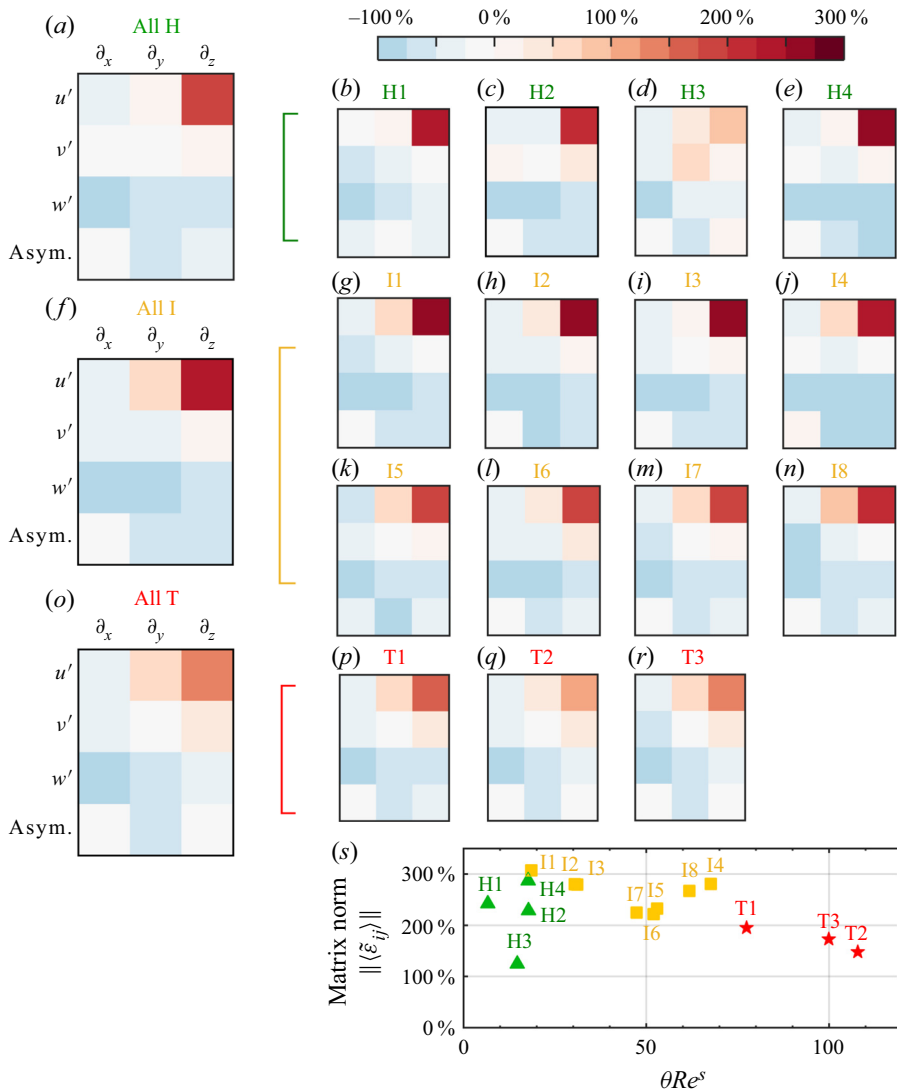 (a) All H
−100 % 0 % 100 % 200 % 300 %
∂x ∂y ∂z
u′
v′
w′
Asym.
(b) H1
(c) H2
(d) H3
(e) H4
(f) All I
∂x ∂y ∂z
u′
v′
w′
Asym.
(g) I1
(h) I2
(i) I3
(j) I4
(k) I5
(l) I6
(m) I7
(n) I8
(o) All T
∂x ∂y ∂z
u′
v′
w′
Asym.
(p) T1
(q) T2
(r) T3
(s)
Matrix norm
||⟨ε̃ij⟩||
300 %
200 %
100 %
0 %
H1
H3
H4
H2
I1
I2
I3
I7
I5
I6
I8
I4
T1
T3
T2
0 50 100
θRe^s